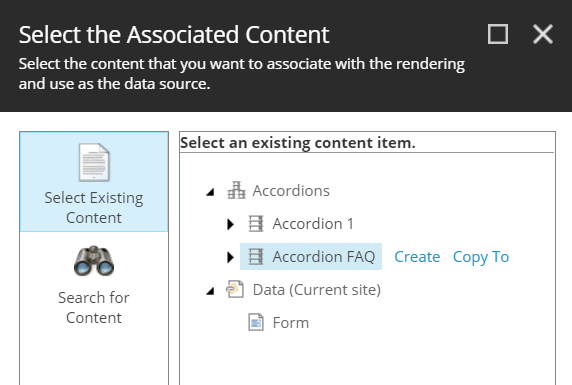 Select the Associated Content
Select the content that you want to associate with the rendering
and use as the data source.
Select Existing
Content
Search for
Content
Select an existing content item.
Accordions
Accordion 1
Accordion FAQ Create Copy To
Data (Current site)
Form